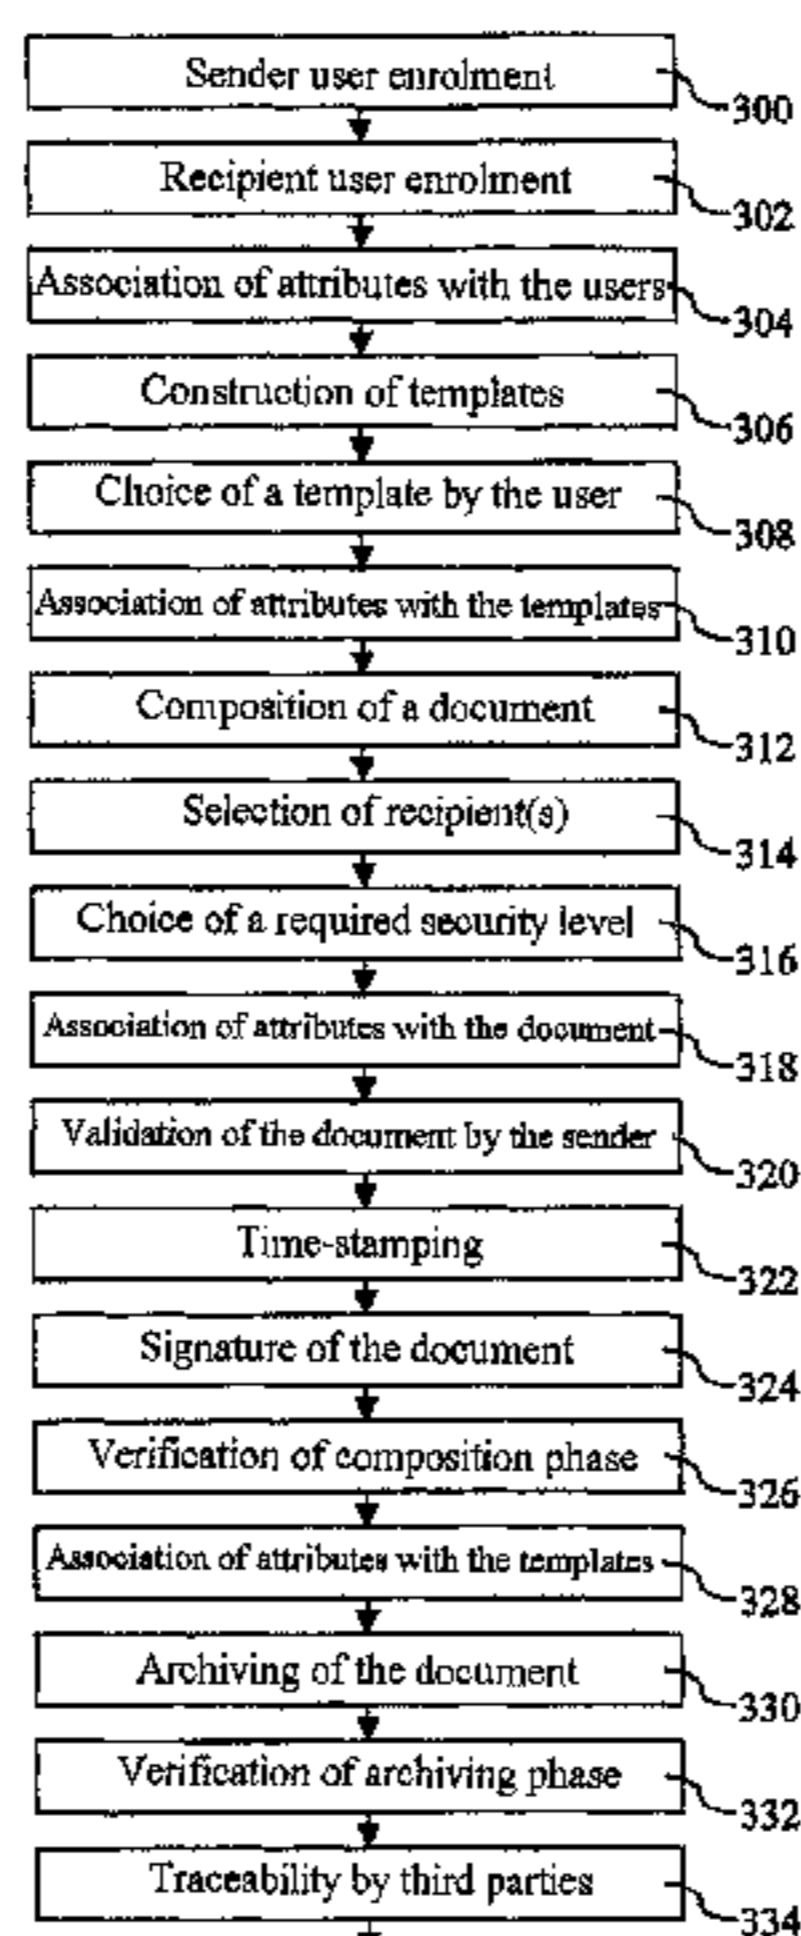 Sender user enrolment
300
Recipient user enrolment
302
Association of attributes with the users
304
Construction of templates
306
Choice of a template by the user
308
Association of attributes with the templates
310
Composition of a document
312
Selection of recipient(s)
314
Choice of a required security level
316
Association of attributes with the document
318
Validation of the document by the sender
320
Time-stamping
322
Signature of the document
324
Verification of composition phase
326
Association of attributes with the templates
328
Archiving of the document
330
Verification of archiving phase
332
Traceability by third parties
334